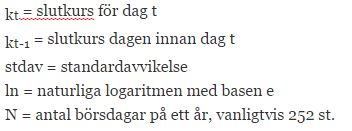 kt = slutkurs för dag t
kt-1 = slutkurs dagen innan dag t
stdav = standardavvikelse
ln = naturliga logaritmen med basen e
N = antal börsdagar på ett år, vanligtvis 252 st.